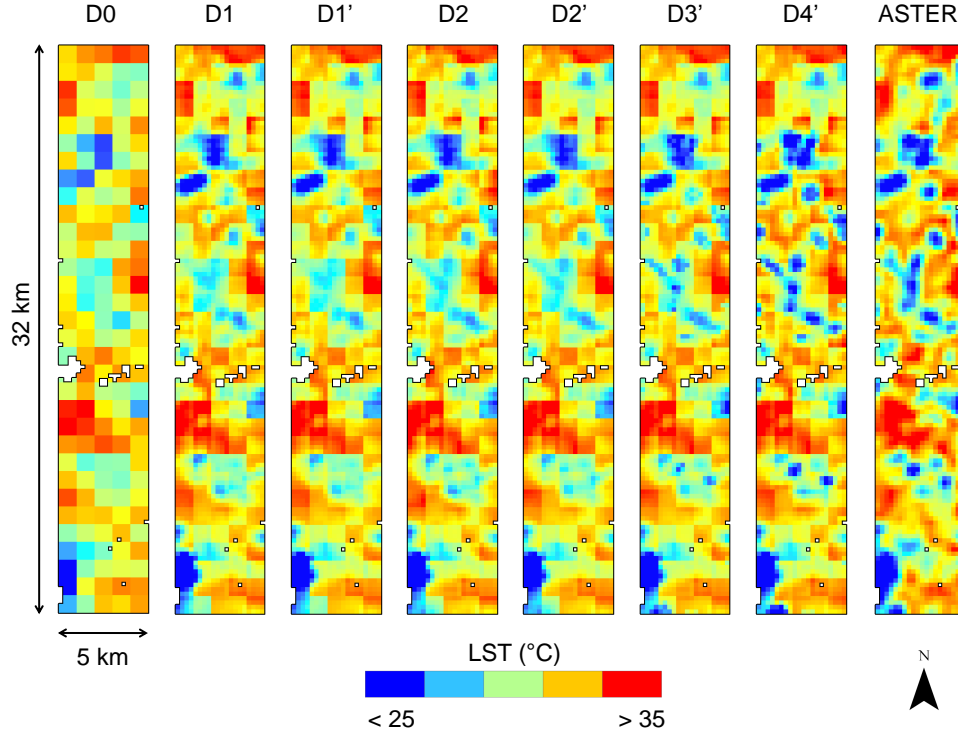 D0 D1 D1’ D2 D2’ D3’ D4’ ASTER
32 km
5 km
LST (°C)
< 25 > 35
N